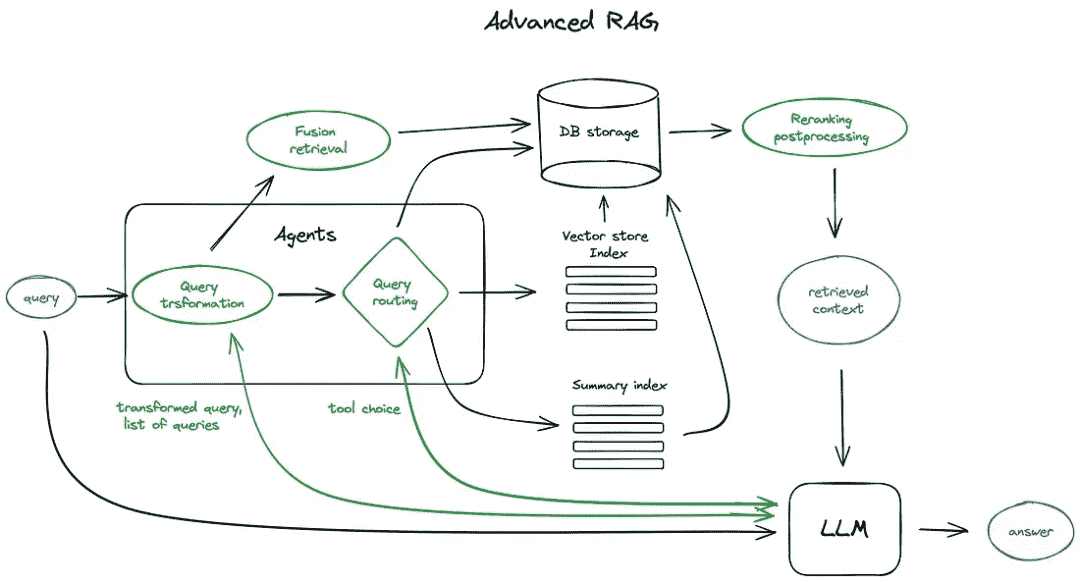 Advanced RAG
Fusion
retrieval
DB storage
Reranking
postprocessing
Agents
Vector store
Index
query
Query
trsformation
Query
routing
retrieved
context
Summary index
transformed query,
list of queries
tool choice
LLM
answer